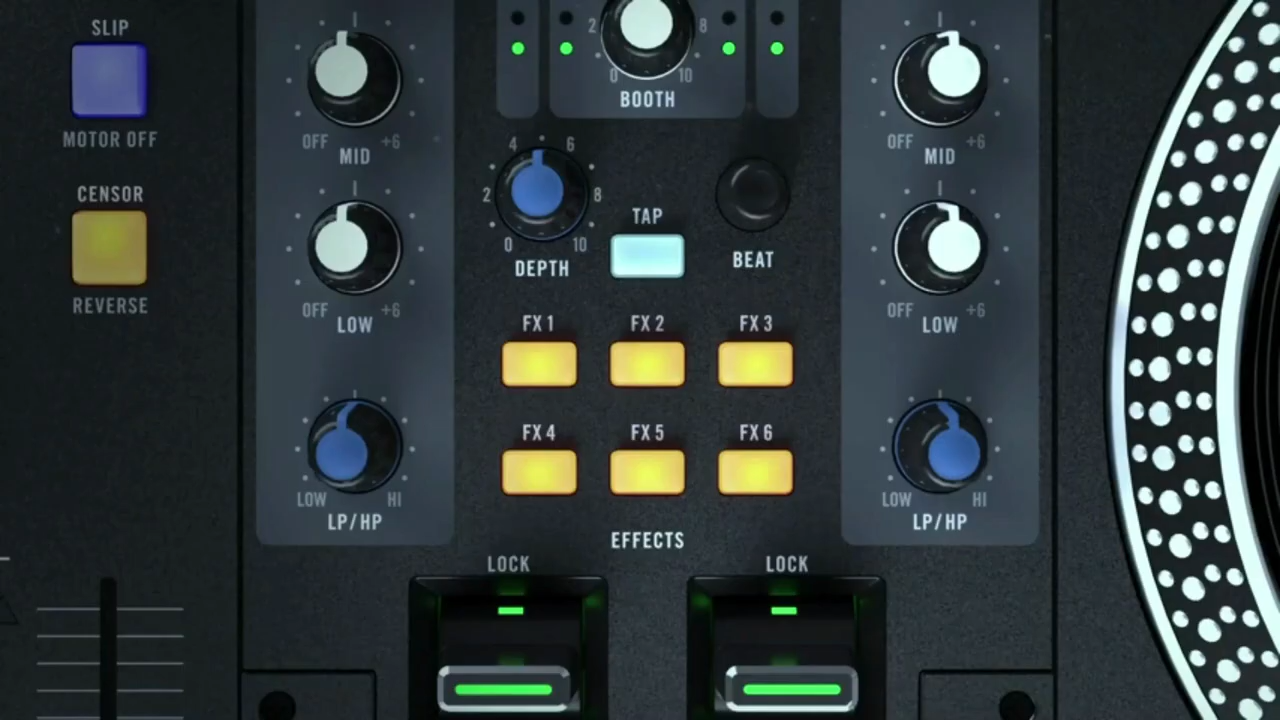 SLIP
MOTOR OFF
CENSOR
REVERSE
OFF +6
MID
OFF +6
LOW
LOW HI
LP/HP
2 8
0 10
BOOTH
4 6
2 8
0 10
DEPTH
TAP
BEAT
FX 1 FX 2 FX 3
FX 4 FX 5 FX 6
EFFECTS
LOCK LOCK
OFF +6
MID
OFF +6
LOW
LOW HI
LP/HP